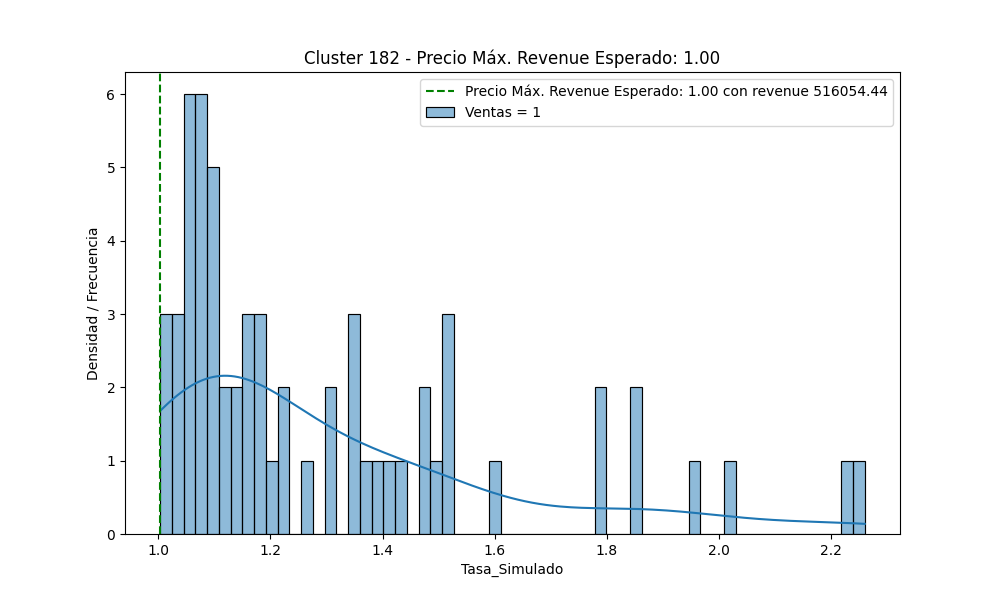 Cluster 182 - Precio Máx. Revenue Esperado: 1.00
Precio Máx. Revenue Esperado: 1.00 con revenue 516054.44
Ventas = 1
Densidad / Frecuencia
6
5
4
3
2
1
0
1.0 1.2 1.4 1.6 1.8 2.0 2.2
Tasa_Simulado